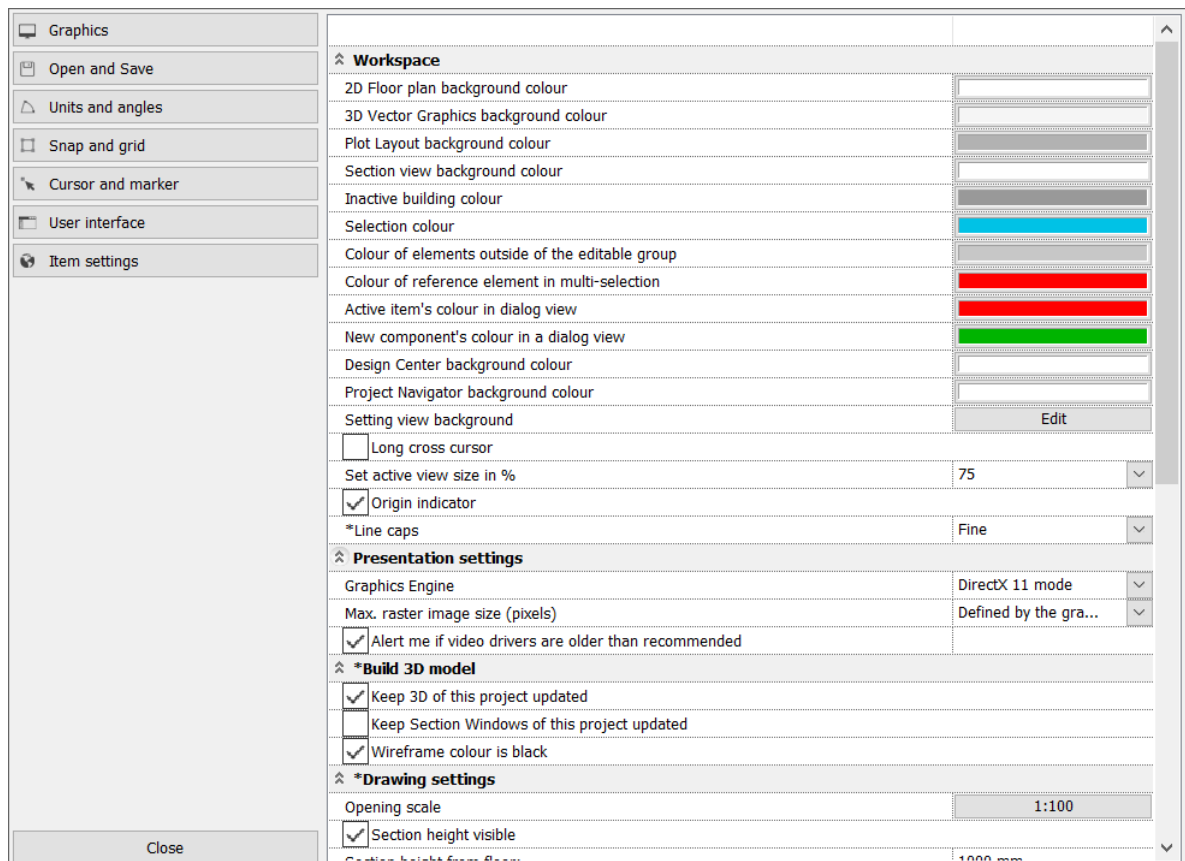 Graphics
Open and Save
Units and angles
Snap and grid
Cursor and marker
User interface
Item settings
Close
Workspace
2D Floor plan background colour
3D Vector Graphics background colour
Plot Layout background colour
Section view background colour
Inactive building colour
Selection colour
Colour of elements outside of the editable group
Colour of reference element in multi-selection
Active item's colour in dialog view
New component's colour in a dialog view
Design Center background colour
Project Navigator background colour
Setting view background Edit
Long cross cursor
Set active view size in % 75
Origin indicator
*Line caps Fine
Presentation settings
Graphics Engine DirectX 11 mode
Max. raster image size (pixels) Defined by the gra...
Alert me if video drivers are older than recommended
*Build 3D model
Keep 3D of this project updated
Keep Section Windows of this project updated
Wireframe colour is black
*Drawing settings
Opening scale 1:100
Section height visible